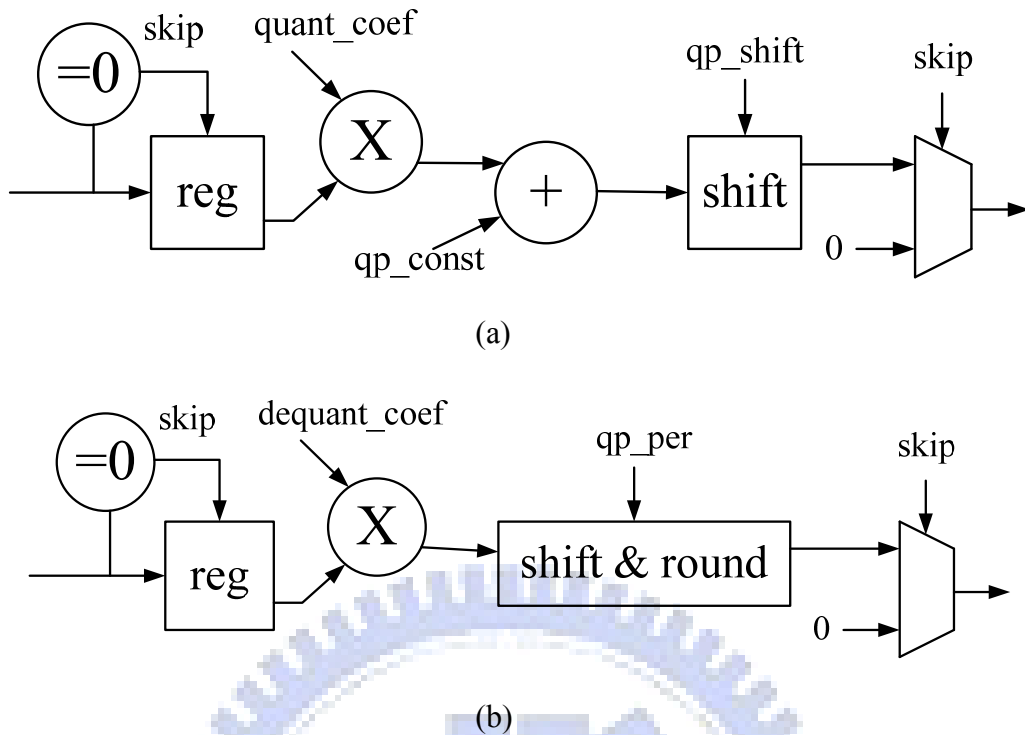 skip
=0
quant_coef
reg
X
qp_const
+
qp_shift
shift
skip
0
(a)
skip
=0
dequant_coef
reg
X
qp_per
shift & round
skip
0
(b)